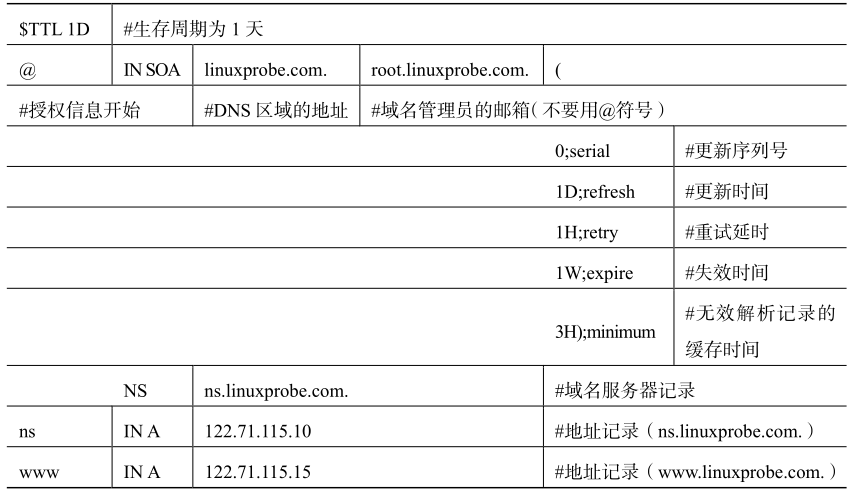 $TTL 1D #生存周期为 1 天
@ IN SOA linuxprobe.com. root.linuxprobe.com. (
#授权信息开始 #DNS 区域的地址 #域名管理员的邮箱（不要用@符号）
0;serial #更新序列号
1D;refresh #更新时间
1H;retry #重试延时
1W;expire #失效时间
3H);minimum #无效解析记录的
缓存时间
NS ns.linuxprobe.com. #域名服务器记录
ns IN A 122.71.115.10 #地址记录（ns.linuxprobe.com.）
www IN A 122.71.115.15 #地址记录（www.linuxprobe.com.）